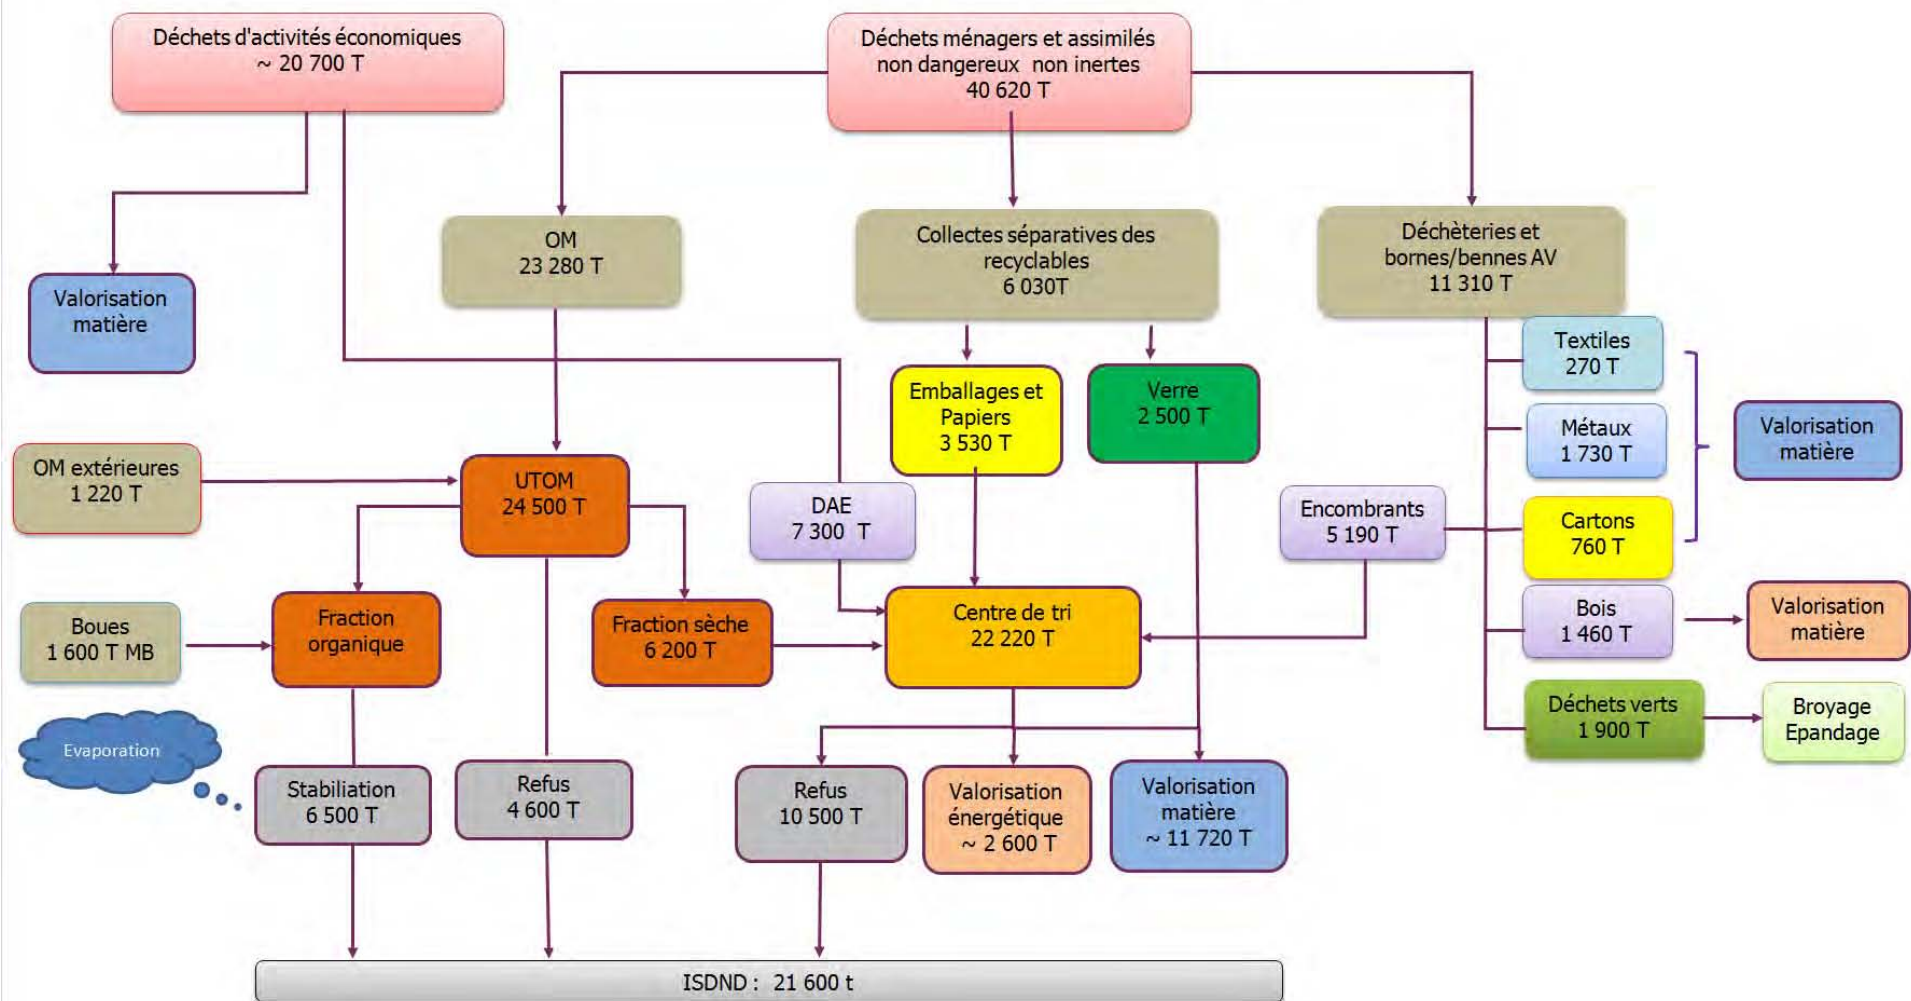 Déchets d'activités économiques
~ 20 700 T
Déchets ménagers et assimilés
non dangereux non inertes
40 620 T
OM
23 280 T
Collectes séparatives des
recyclables
6 030T
Déchèteries et
bornes/bennes AV
11 310 T
Valorisation
matière
Textiles
270 T
Emballages et
Papiers
3 530 T
Verre
2 500 T
Métaux
1 730 T
Valorisation
matière
OM extérieures
1 220 T
UTOM
24 500 T
DAE
7 300 T
Encombrants
5 190 T
Cartons
760 T
Boues
1 600 T MB
Fraction
organique
Fraction sèche
6 200 T
Centre de tri
22 220 T
Bois
1 460 T
Valorisation
matière
Déchets verts
1 900 T
Broyage
Epandage
Evaporation
Stabiliation
6 500 T
Refus
4 600 T
Refus
10 500 T
Valorisation
énergétique
~ 2 600 T
Valorisation
matière
~ 11 720 T
ISDND : 21 600 t